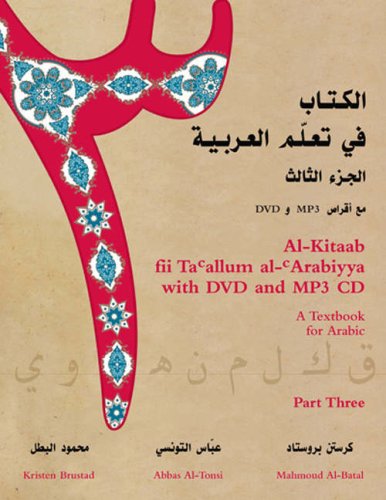 الكتاب
في تعلّم العربية
الجزء الثالث
مع أقراص MP3 و DVD
Al-Kitaab
fii Taᶜallum al-ᶜArabiyya
with DVD and MP3 CD
A Textbook
for Arabic
ق ك ل م ن ه و ي
Part Three
كرستن بروستاد عبّاس التونسي محمود البطل
Kristen Brustad Abbas Al-Tonsi Mahmoud Al-Batal